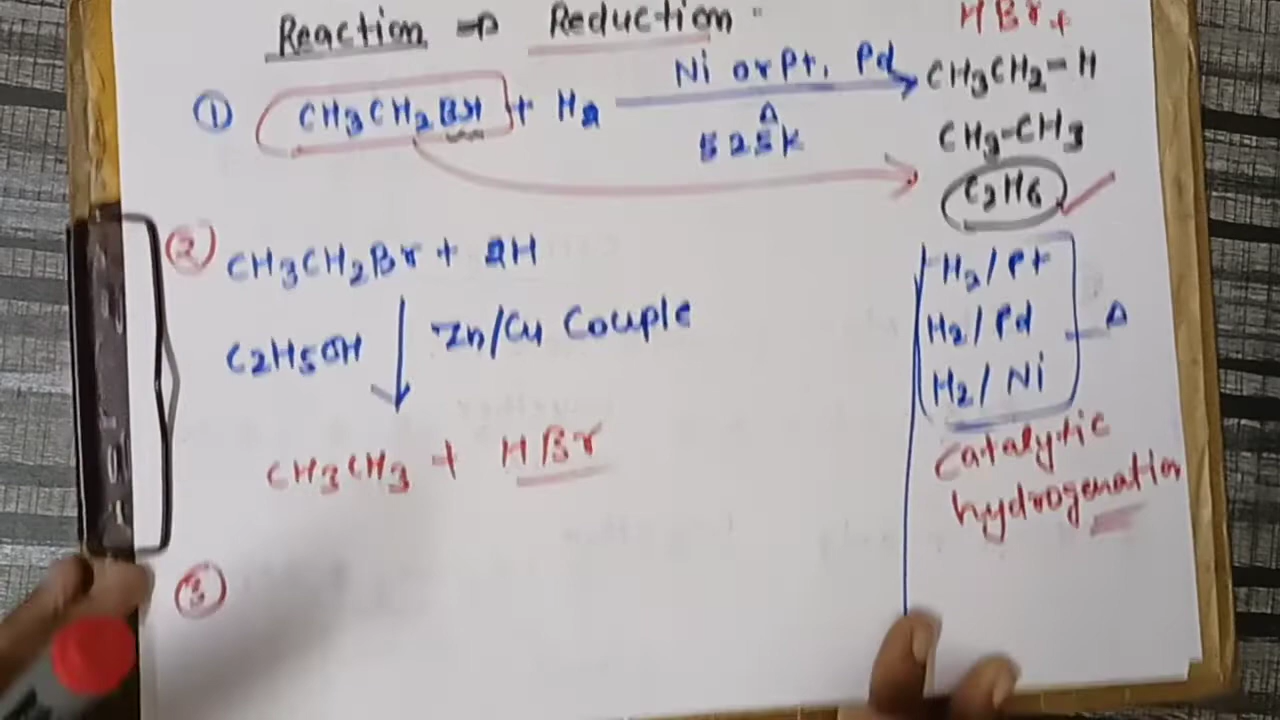 Reaction ⇒ Reduction
① CH3CH2Br + H2 Ni or Pt, Pd
Δ
525K
HBr +
CH3CH2-H
CH3-CH3
C2H6
② CH3CH2Br + 2H
C2H5OH Zn/Cu Couple
CH3CH3 + HBr
H2/Pt
H2/Pd Δ
H2/Ni
Catalytic
hydrogenation
③